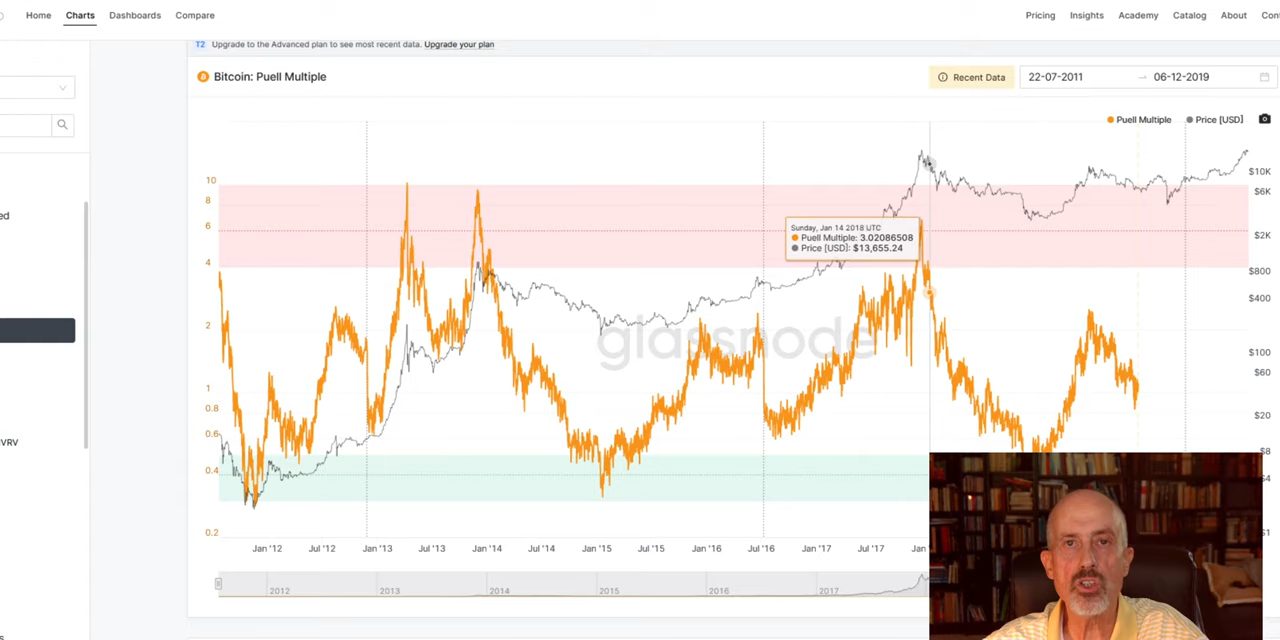 Home Charts Dashboards Compare
Pricing Insights Academy Catalog About Con
T2 Upgrade to the Advanced plan to see most recent data. Upgrade your plan
Bitcoin: Puell Multiple
Recent Data
22-07-2011 → 06-12-2019
Puell Multiple Price [USD]
10
8
6
4
2
1
0.8
0.6
0.4
0.2
$10K
$6K
$2K
$800
$400
$100
$60
$20
$8
$4
$1
Sunday, Jan 14 2018 UTC
Puell Multiple: 3.02086508
Price [USD]: $13,655.24
glassnode
ed
VRV
Jan '12 Jul '12 Jan '13 Jul '13 Jan '14 Jul '14 Jan '15 Jul '15 Jan '16 Jul '16 Jan '17 Jul '17 Jan
2012 2013 2014 2015 2016 2017
s